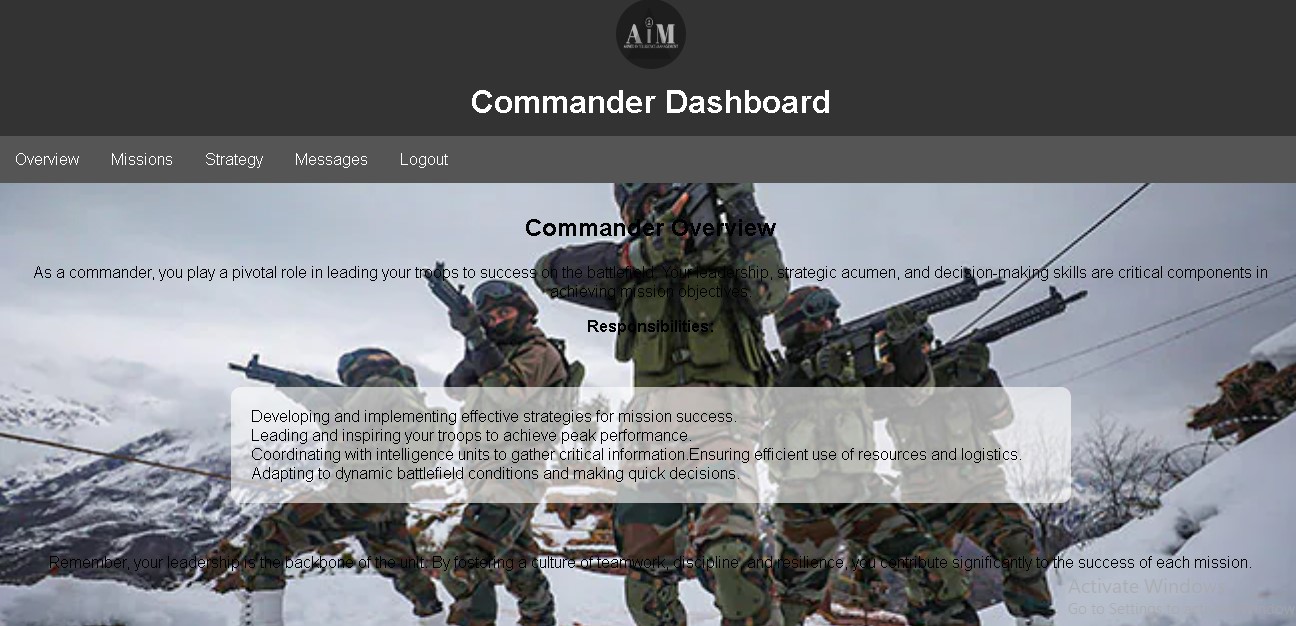 AiM
Commander Dashboard
Overview Missions Strategy Messages Logout
Commander Overview
As a commander, you play a pivotal role in leading your troops to success on the battlefield. Your leadership, strategic acumen, and decision-making skills are critical components in
achieving mission objectives.
Responsibilities:
Developing and implementing effective strategies for mission success.
Leading and inspiring your troops to achieve peak performance.
Coordinating with intelligence units to gather critical information.Ensuring efficient use of resources and logistics.
Adapting to dynamic battlefield conditions and making quick decisions.
Remember, your leadership is the backbone of the unit. By fostering a culture of teamwork, discipline, and resilience, you contribute significantly to the success of each mission.
Activate Windows
Go to Settings to